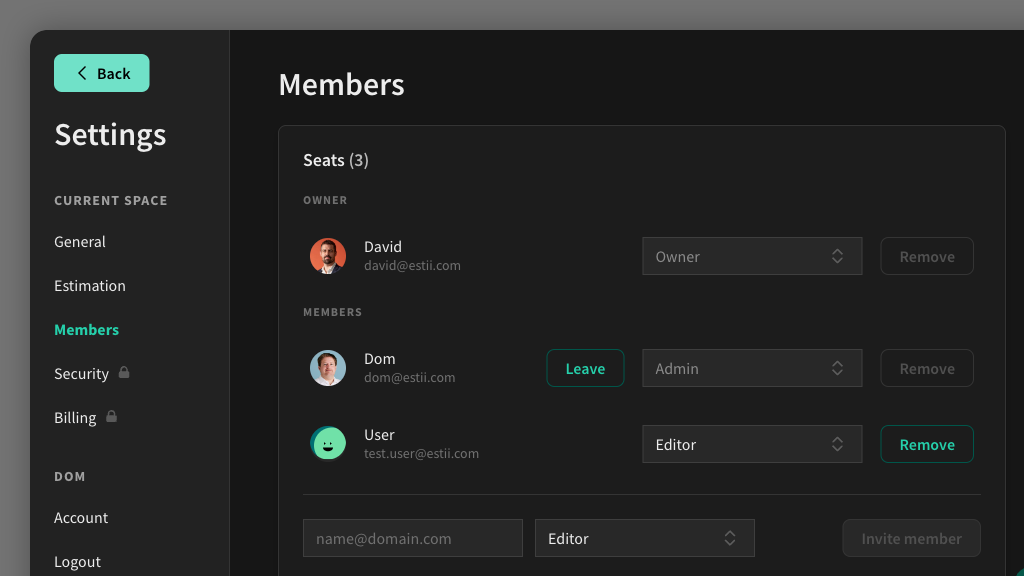 Back
Settings
CURRENT SPACE
General
Estimation
Members
Security
Billing
DOM
Account
Logout
Members
Seats (3)
OWNER
David
david@estii.com
Owner
Remove
MEMBERS
Dom
dom@estii.com
Leave
Admin
Remove
User
test.user@estii.com
Editor
Remove
name@domain.com
Editor
Invite member